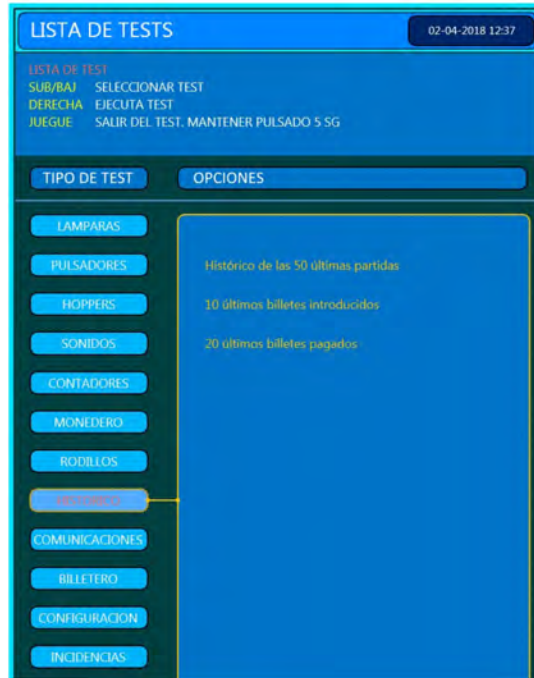 LISTA DE TESTS
02-04-2018 12:37
LISTA DE TEST
SUB/BAJ SELECCIONAR TEST
DERECHA EJECUTA TEST
JUEGUE SALIR DEL TEST. MANTENER PULSADO 5 SG
TIPO DE TEST OPCIONES
LAMPARAS
PULSADORES
Histórico de las 50 últimas partidas
HOPPERS
10 últimos billetes introducidos
SONIDOS
20 últimos billetes pagados
CONTADORES
MONEDERO
RODILLOS
HISTORICO
COMUNICACIONES
BILLETERO
CONFIGURACION
INCIDENCIAS